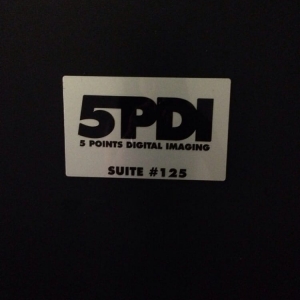 5PDI
5 POINTS DIGITAL IMAGING
SUITE #125